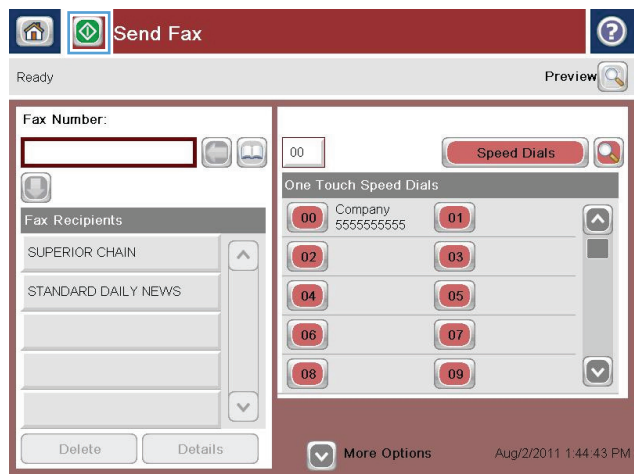 Send Fax
Ready
Preview
Fax Number:
00
Speed Dials
One Touch Speed Dials
Fax Recipients
SUPERIOR CHAIN
STANDARD DAILY NEWS
00 Company 01
5555555555
02 03
04 05
06 07
08 09
Delete Details
More Options
Aug/2/2011 1:44:43 PM